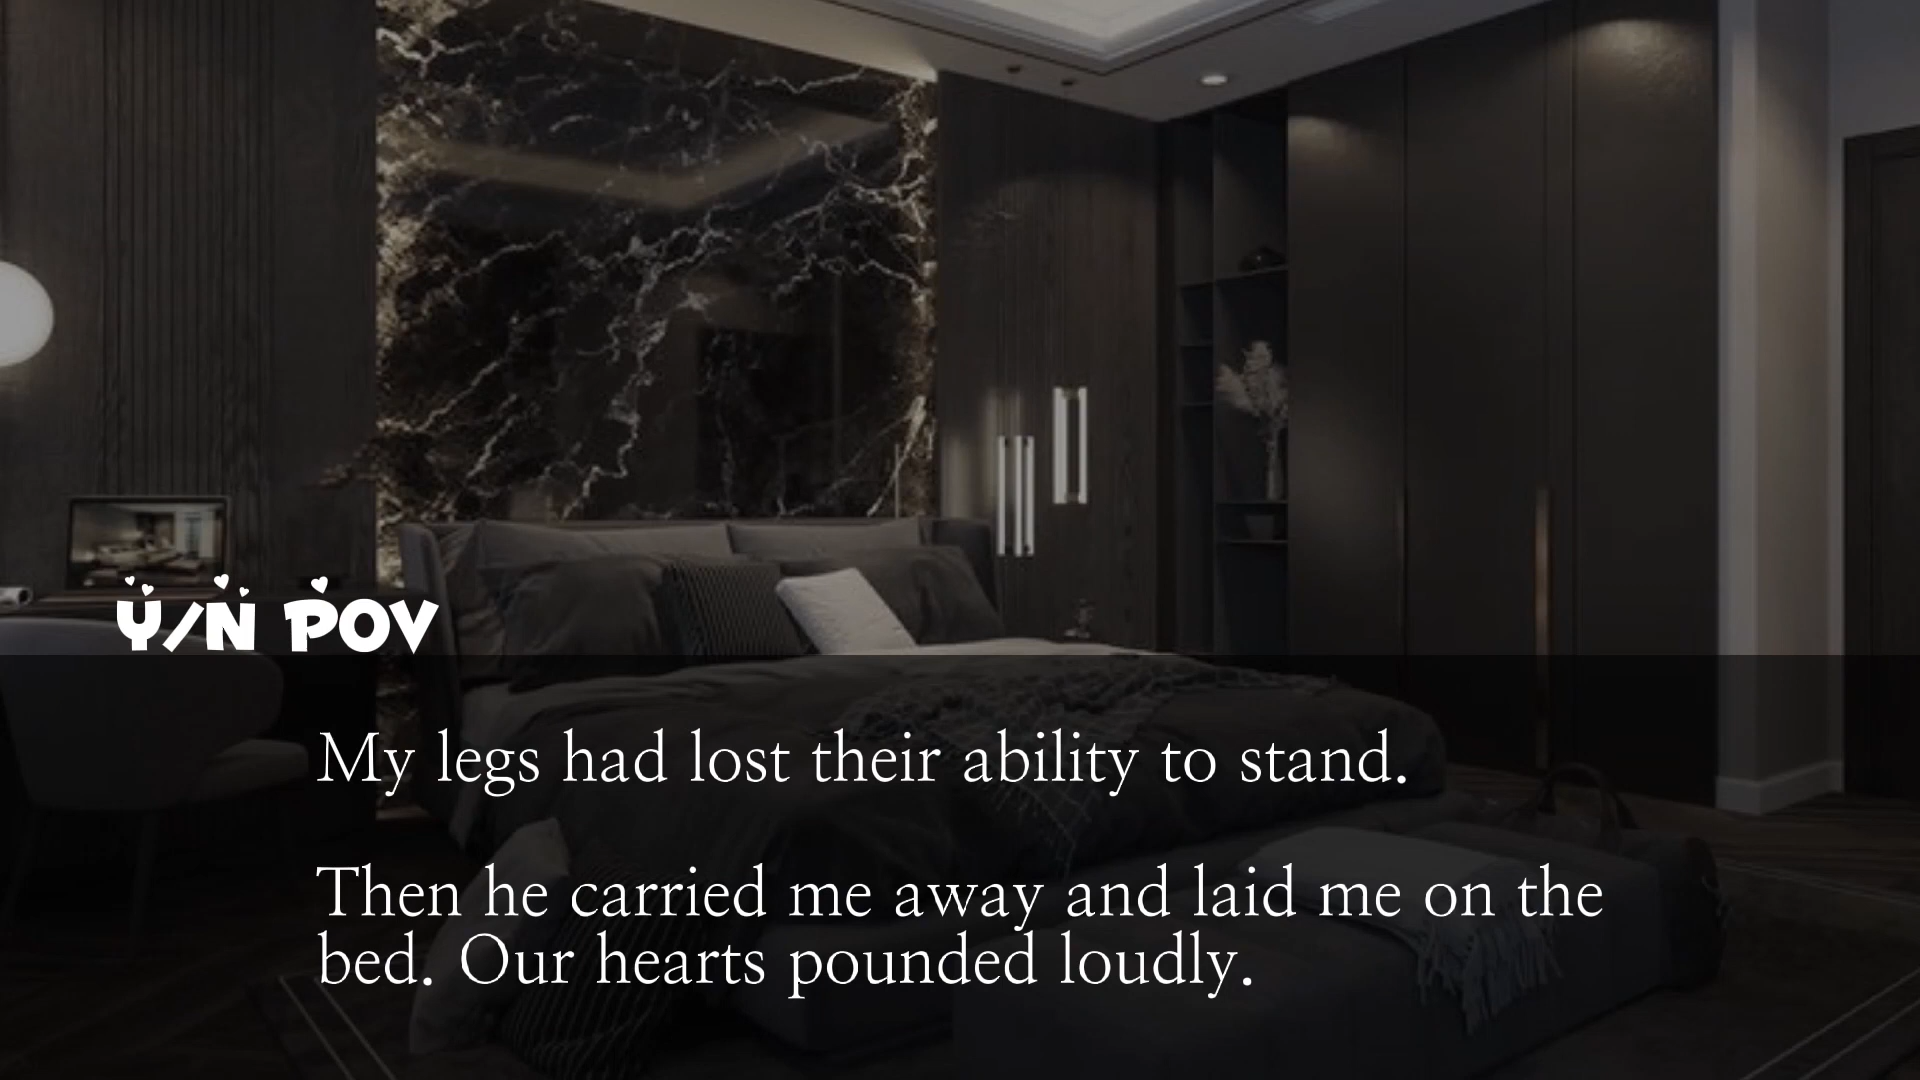 Y/N POV
My legs had lost their ability to stand.
Then he carried me away and laid me on the
bed. Our hearts pounded loudly.